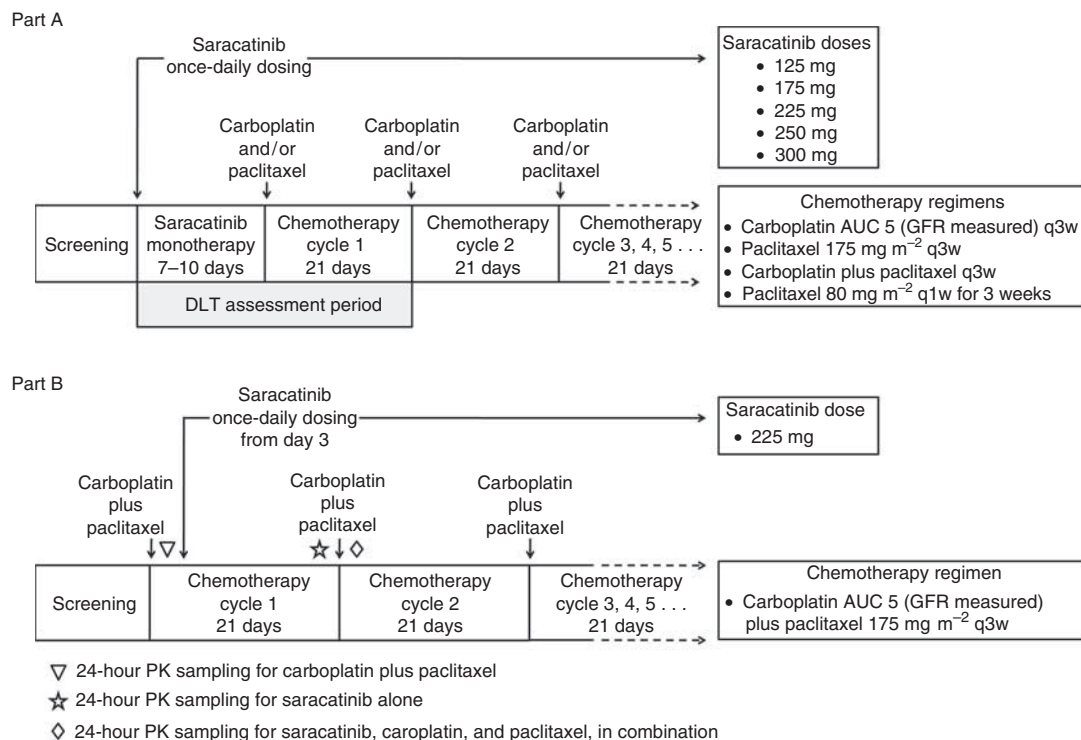 Part A
Saracatinib
once-daily dosing
Saracatinib doses
• 125 mg
• 175 mg
• 225 mg
• 250 mg
• 300 mg
Carboplatin
and/or
paclitaxel
Carboplatin
and/or
paclitaxel
Carboplatin
and/or
paclitaxel
Screening
Saracatinib
monotherapy
7–10 days
Chemotherapy
cycle 1
21 days
Chemotherapy
cycle 2
21 days
Chemotherapy
cycle 3, 4, 5 . . .
21 days
DLT assessment period
Chemotherapy regimens
• Carboplatin AUC 5 (GFR measured) q3w
• Paclitaxel 175 mg m⁻² q3w
• Carboplatin plus paclitaxel q3w
• Paclitaxel 80 mg m⁻² q1w for 3 weeks
Part B
Saracatinib
once-daily dosing
from day 3
Saracatinib dose
• 225 mg
Carboplatin
plus
paclitaxel
Carboplatin
plus
paclitaxel
Carboplatin
plus
paclitaxel
Screening
Chemotherapy
cycle 1
21 days
Chemotherapy
cycle 2
21 days
Chemotherapy
cycle 3, 4, 5 . . .
21 days
Chemotherapy regimen
• Carboplatin AUC 5 (GFR measured)
plus paclitaxel 175 mg m⁻² q3w
24-hour PK sampling for carboplatin plus paclitaxel
24-hour PK sampling for saracatinib alone
24-hour PK sampling for saracatinib, caroplatin, and paclitaxel, in combination